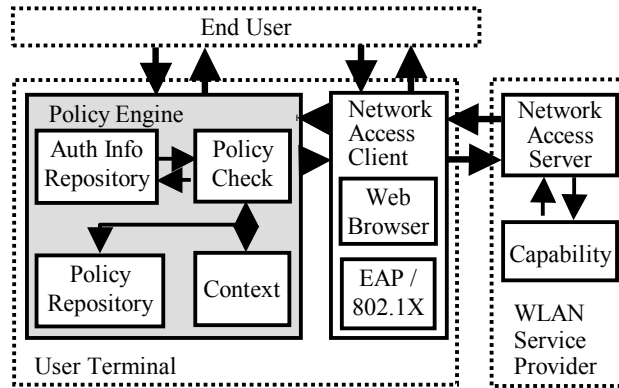 End User
Policy Engine
Auth Info
Repository
Policy
Check
Policy
Repository
Context
User Terminal
Network
Access
Client
Web
Browser
EAP /
802.1X
Network
Access
Server
Capability
WLAN
Service
Provider